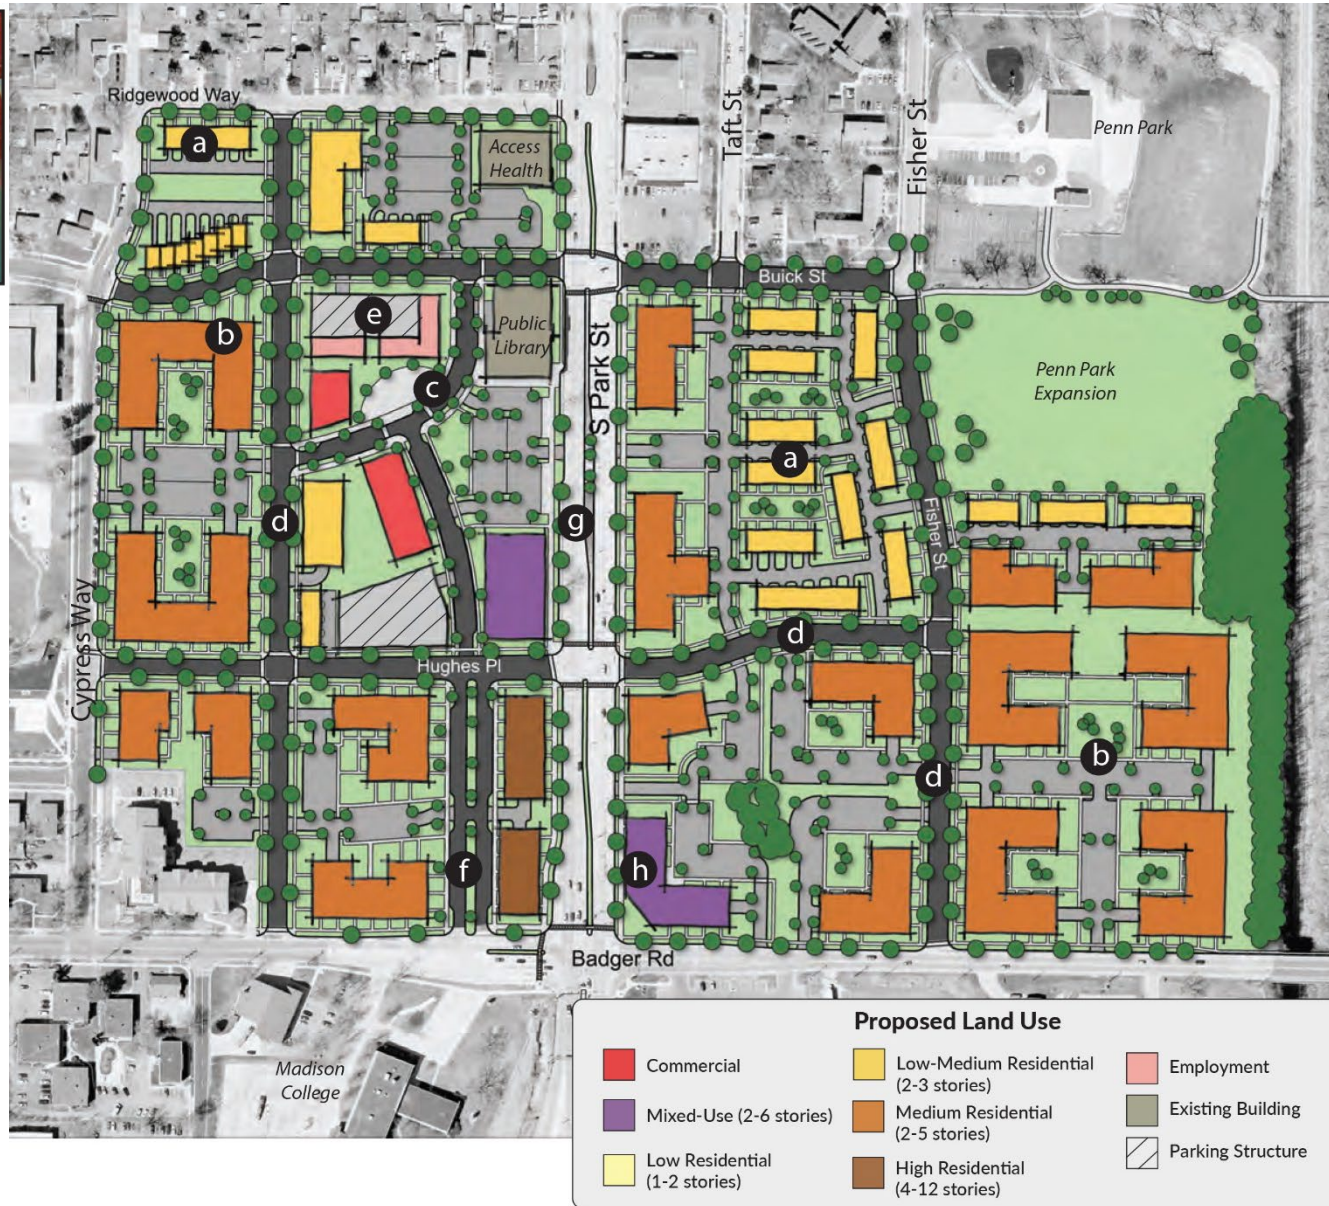 Ridgewood Way
a
Access
Health
Taft St
Fisher St
Penn Park
Buick St
b
e
Public
Library
c
S Park St
Penn Park
Expansion
a
d
g
Fisher St
Cypress Way
Hughes Pl
d
b
d
f
h
Badger Rd
Madison
College
Proposed Land Use
Commercial
Mixed-Use (2-6 stories)
Low Residential
(1-2 stories)
Low-Medium Residential
(2-3 stories)
Medium Residential
(2-5 stories)
High Residential
(4-12 stories)
Employment
Existing Building
Parking Structure